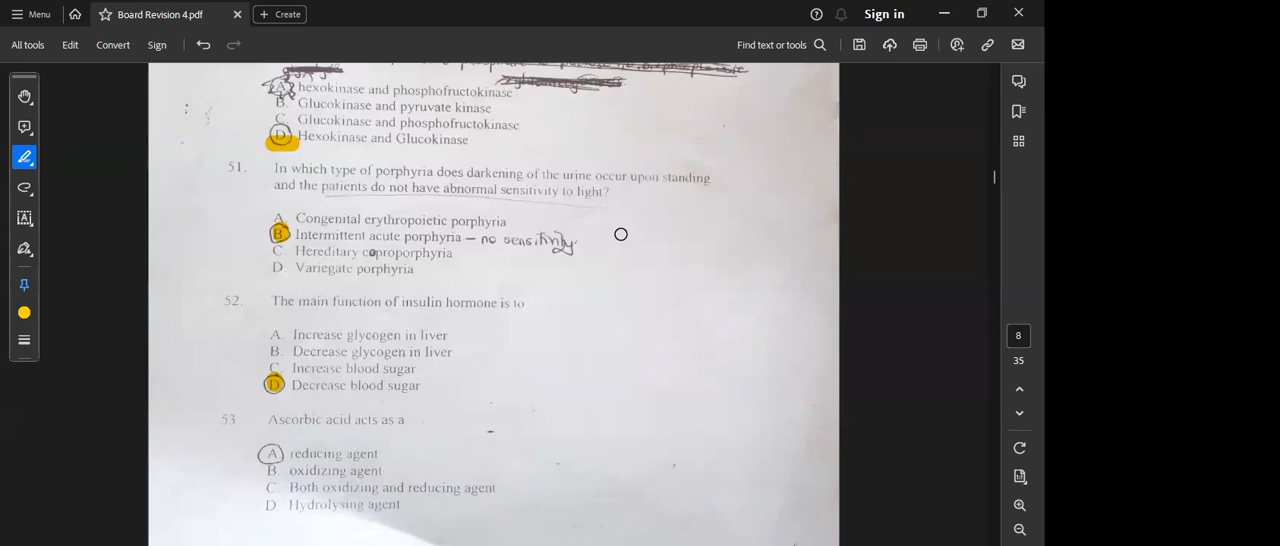 Menu
Board Revision 4.pdf
Create
Sign in
All tools Edit Convert Sign
Find text or tools
A. hexokinase and phosphofructokinase
B. Glucokinase and pyruvate kinase
C. Glucokinase and phosphofructokinase
D. Hexokinase and Glucokinase
51. In which type of porphyria does darkening of the urine occur upon standing
and the patients do not have abnormal sensitivity to light?
A. Congenital erythropoietic porphyria
B. Intermittent acute porphyria – no sensitivity
C. Hereditary coproporphyria
D Variegate porphyria
52. The main function of insulin hormone is to
A. Increase glycogen in liver
B. Decrease glycogen in liver
C. Increase blood sugar
D. Decrease blood sugar
53 Ascorbic acid acts as a
A reducing agent
B oxidizing agent
C. Both oxidizing and reducing agent
D Hydrolysing agent
8
35